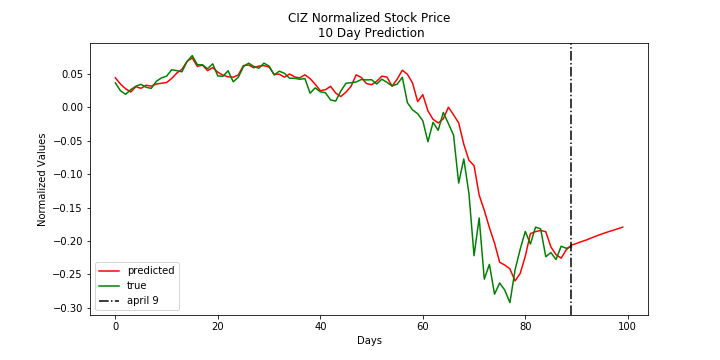 CIZ Normalized Stock Price
10 Day Prediction
Normalized Values
0.05
0.00
−0.05
−0.10
−0.15
−0.20
−0.25
−0.30
predicted
true
april 9
0 20 40 60 80 100
Days